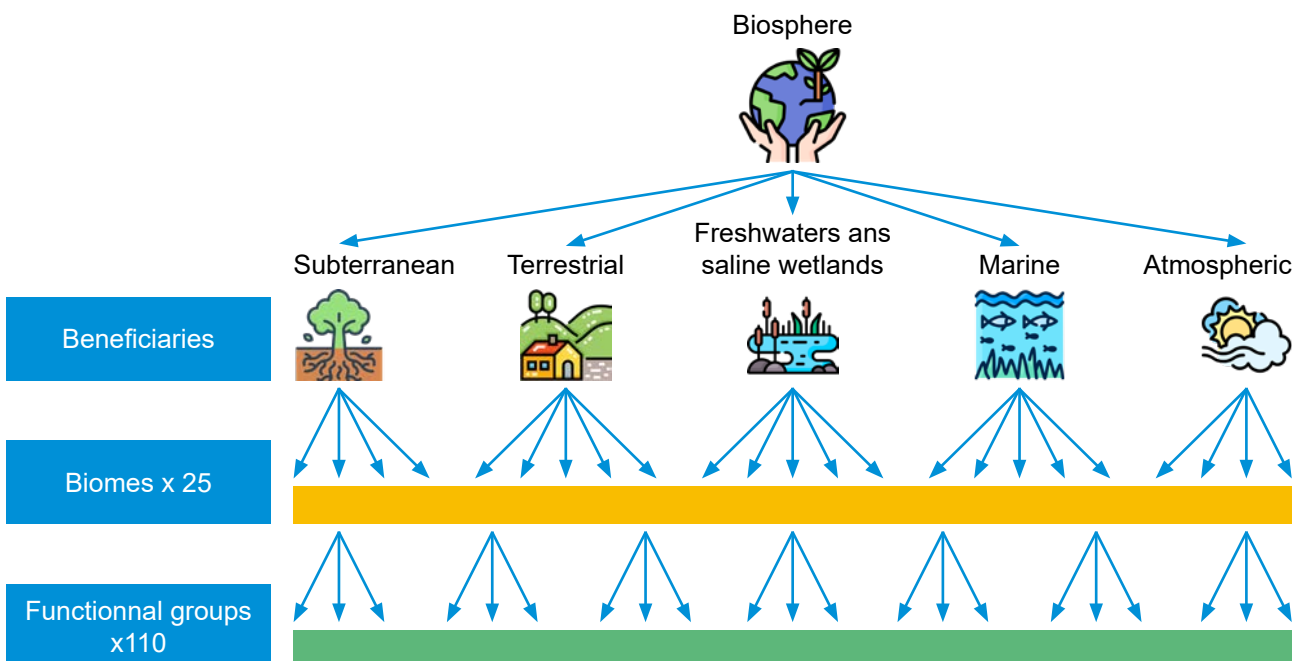 Biosphere
Freshwaters ans
saline wetlands
Subterranean
Terrestrial
Marine
Atmospheric
Beneficiaries
Biomes x 25
Functionnal groups
x110